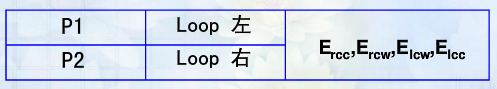 P1 Loop 左
P2 Loop 右
Ercc,Ercw,Elcw,Elcc